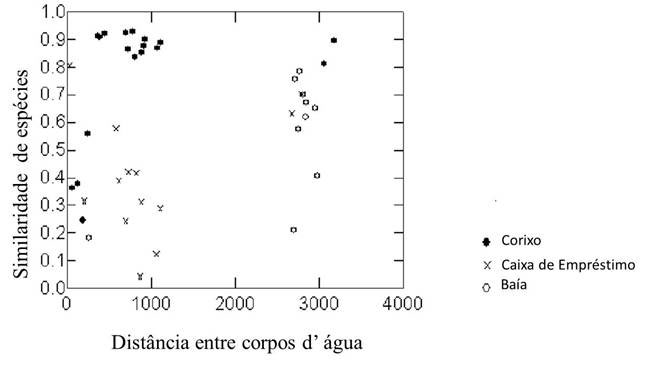 1.0
0.9
0.8
0.7
0.6
0.5
0.4
0.3
0.2
0.1
0.0
Similaridade de espécies
0 1000 2000 3000 4000
Distância entre corpos d' água
Corixo
Caixa de Empréstimo
Baía